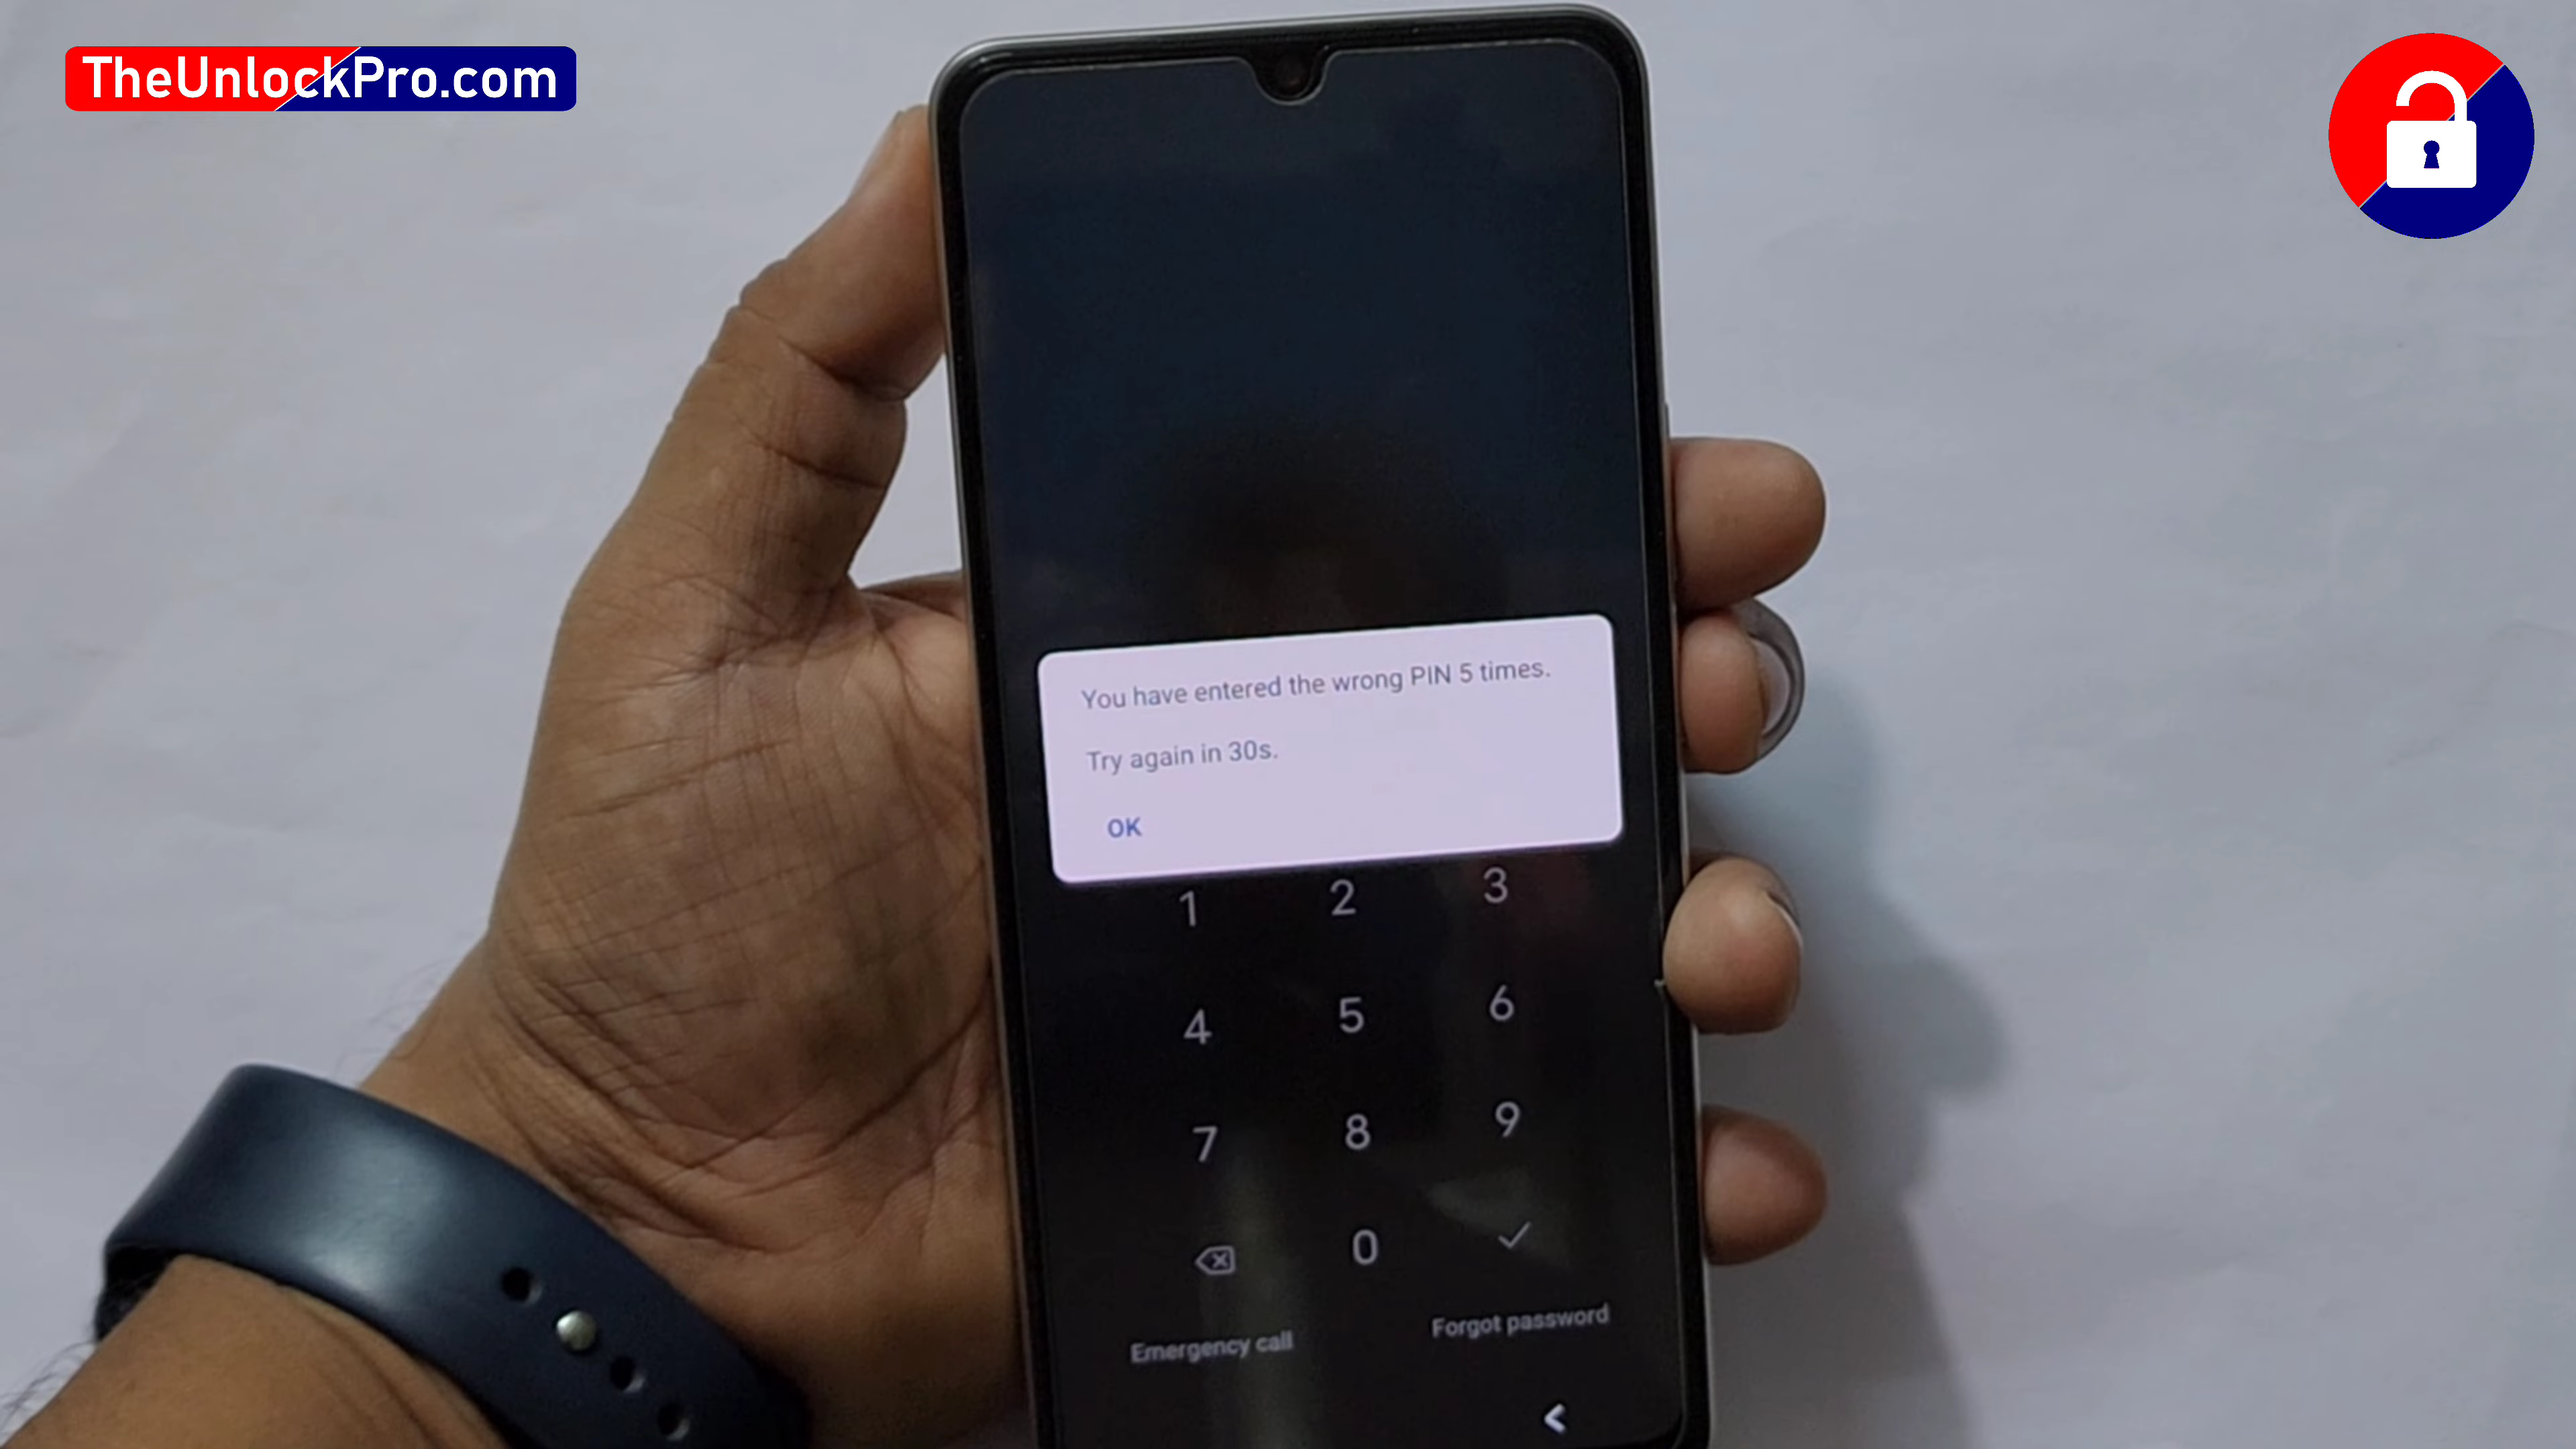 TheUnlockPro.com
You have entered the wrong PIN 5 times.
Try again in 30s.
OK
1 2 3
4 5 6
7 8 9
0
Emergency call Forgot password